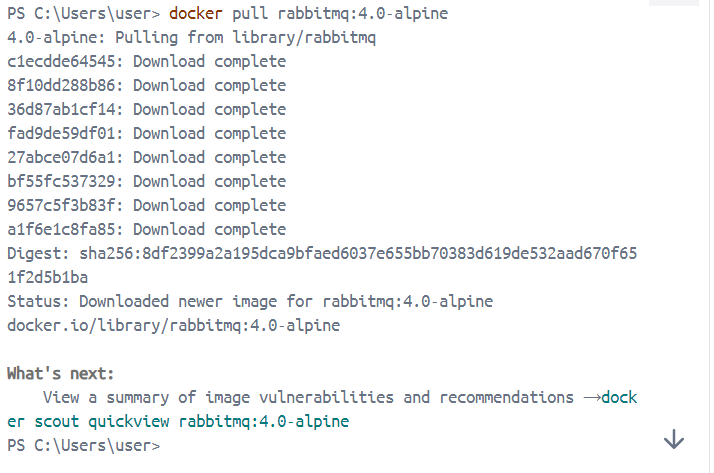 PS C:\Users\user> docker pull rabbitmq:4.0-alpine
4.0-alpine: Pulling from library/rabbitmq
c1ecdde64545: Download complete
8f10dd288b86: Download complete
36d87ab1cf14: Download complete
fad9de59df01: Download complete
27abce07d6a1: Download complete
bf55fc537329: Download complete
9657c5f3b83f: Download complete
a1f6e1c8fa85: Download complete
Digest: sha256:8df2399a2a195dca9bfaed6037e655bb70383d619de532aad670f65
1f2d5b1ba
Status: Downloaded newer image for rabbitmq:4.0-alpine
docker.io/library/rabbitmq:4.0-alpine
What's next:
    View a summary of image vulnerabilities and recommendations →dock
er scout quickview rabbitmq:4.0-alpine
PS C:\Users\user>